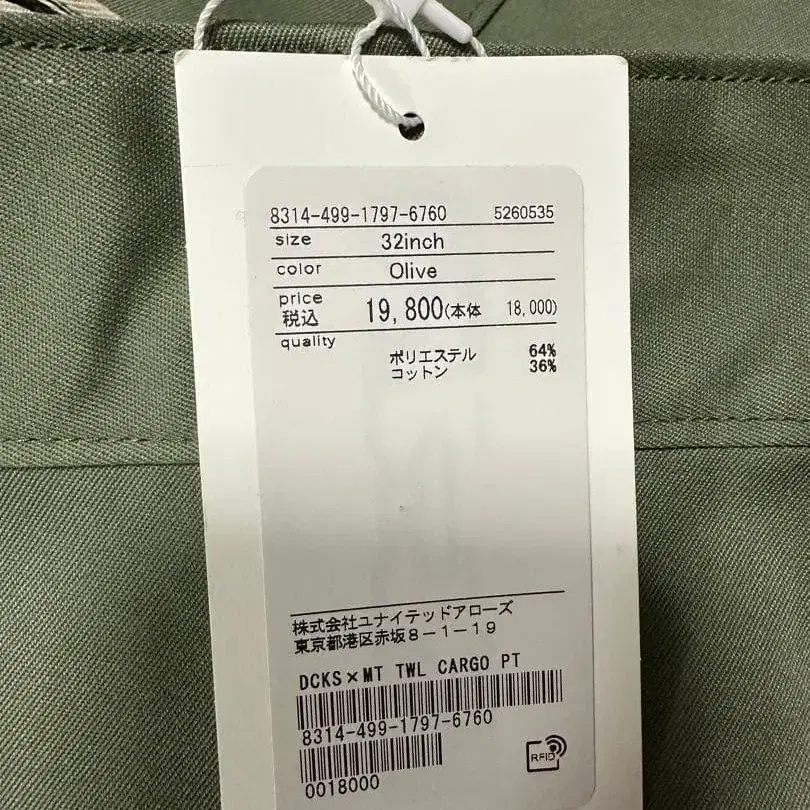 8314-499-1797-6760 5260535
size 32inch
color Olive
price
税込 19,800(本体 18,000)
quality
ポリエステル 64%
コットン 36%
株式会社ユナイテッドアローズ
東京都港区赤坂8-1-19
DCKS×MT TWL CARGO PT
8314-499-1797-6760
0018000
RFID